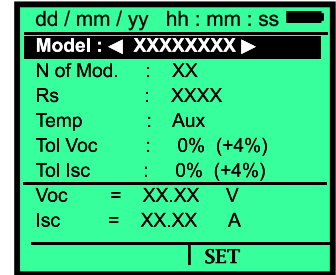 dd / mm / yy hh : mm : ss
Model : ◀ XXXXXXXX ▶
N of Mod. : XX
Rs : XXXX
Temp : Aux
Tol Voc : 0% (+4%)
Tol Isc : 0% (+4%)
Voc = XX.XX V
Isc = XX.XX A
SET